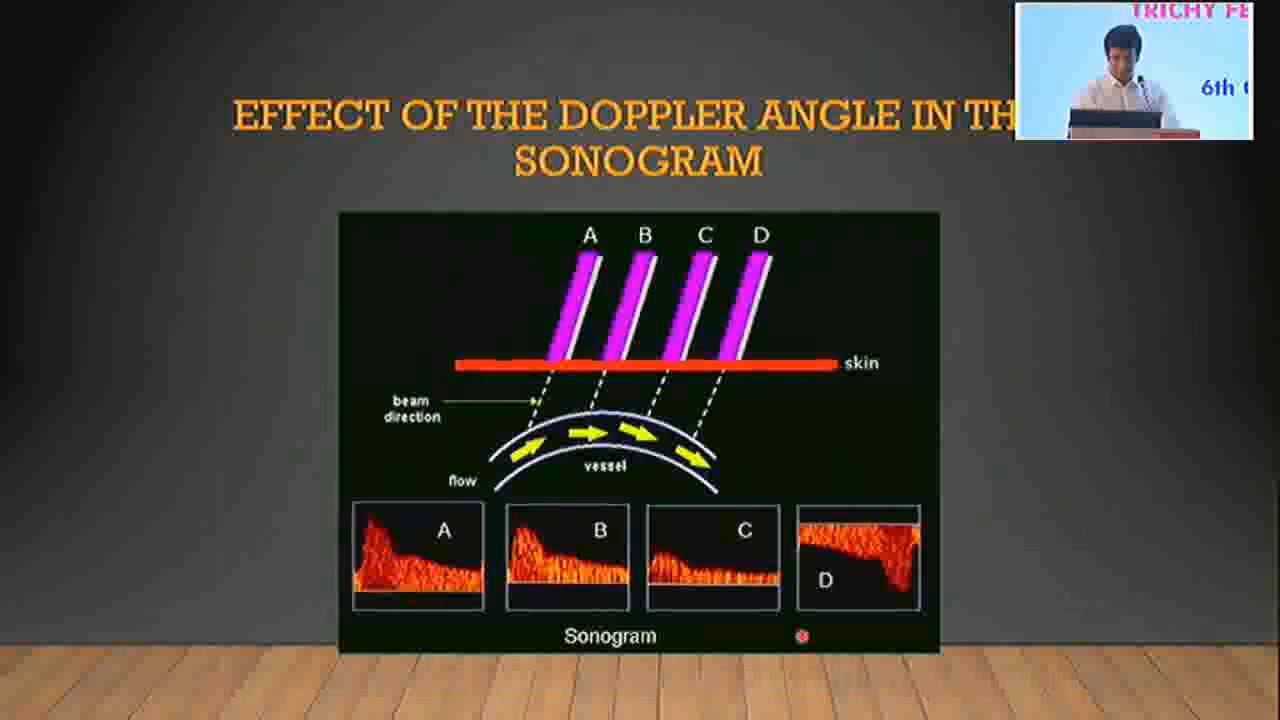 TRICHY FE
6th
EFFECT OF THE DOPPLER ANGLE IN TH
SONOGRAM
A B C D
skin
beam
direction
vessel
flow
A B C D
Sonogram